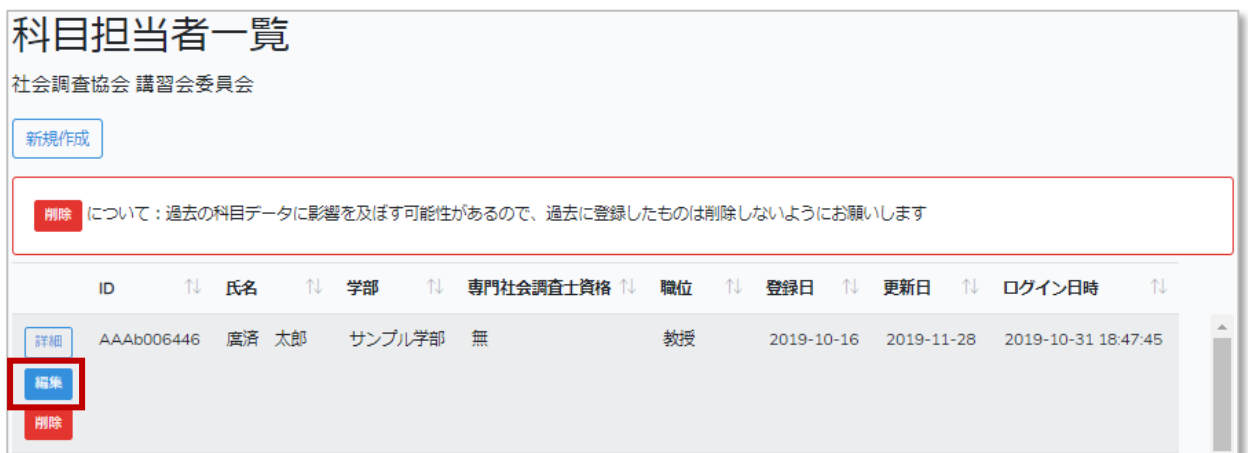 科目担当者一覧
社会調査協会 講習会委員会
新規作成
削除 について：過去の科目データに影響を及ぼす可能性があるので、過去に登録したものは削除しないようにお願いします
ID 氏名 学部 専門社会調査士資格 職位 登録日 更新日 ログイン日時
詳細 AAAb006446 席済 太郎 サンプル学部 無 教授 2019-10-16 2019-11-28 2019-10-31 18:47:45
編集
削除